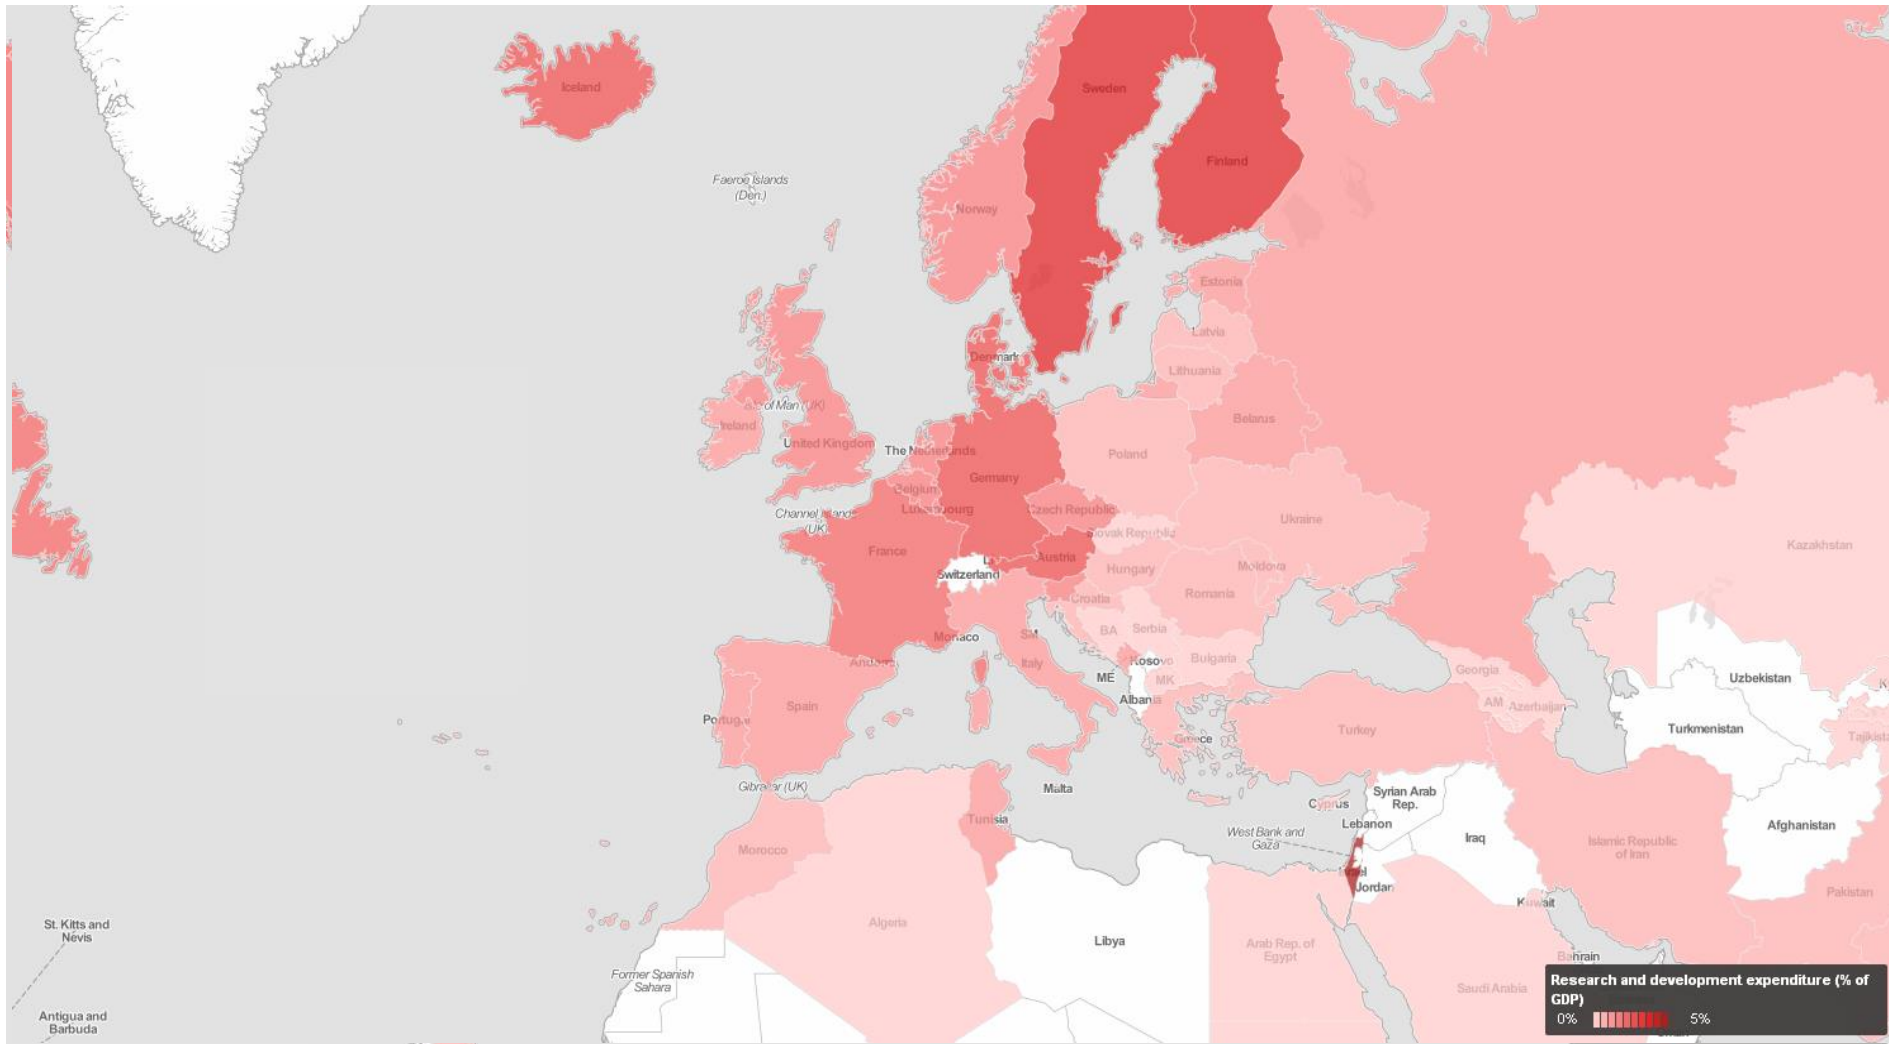 Iceland
Sweden
Finland
Faeroe Islands
(Den.)
Norway
Estonia
Latvia
Denmark
Lithuania
Isle of Man (UK)
Ireland
Belarus
United Kingdom
The Netherlands
Poland
Germany
Belgium
Luxembourg
Czech Republic
Channel Islands
(UK)
Ukraine
Slovak Republic
Kazakhstan
France
Austria
Switzerland
Hungary
Moldova
Romania
Croatia
BA
Serbia
Monaco
SM
Andorra
Italy
Kosovo
Bulgaria
Georgia
ME
MK
Uzbekistan
Albania
Portugal
Spain
AM
Azerbaijan
Turkmenistan
Turkey
Greece
Tajikista
Gibraltar (UK)
Malta
Syrian Arab
Rep.
Cyprus
Lebanon
Tunisia
West Bank and
Gaza
Iraq
Afghanistan
Islamic Republic
of Iran
Morocco
Israel
Jordan
Pakistan
Kuwait
St. Kitts and
Nevis
Algeria
Libya
Arab Rep. of
Egypt
Bahrain
Former Spanish
Sahara
Saudi Arabia
Antigua and
Barbuda
Research and development expenditure (% of
GDP)
0%
5%